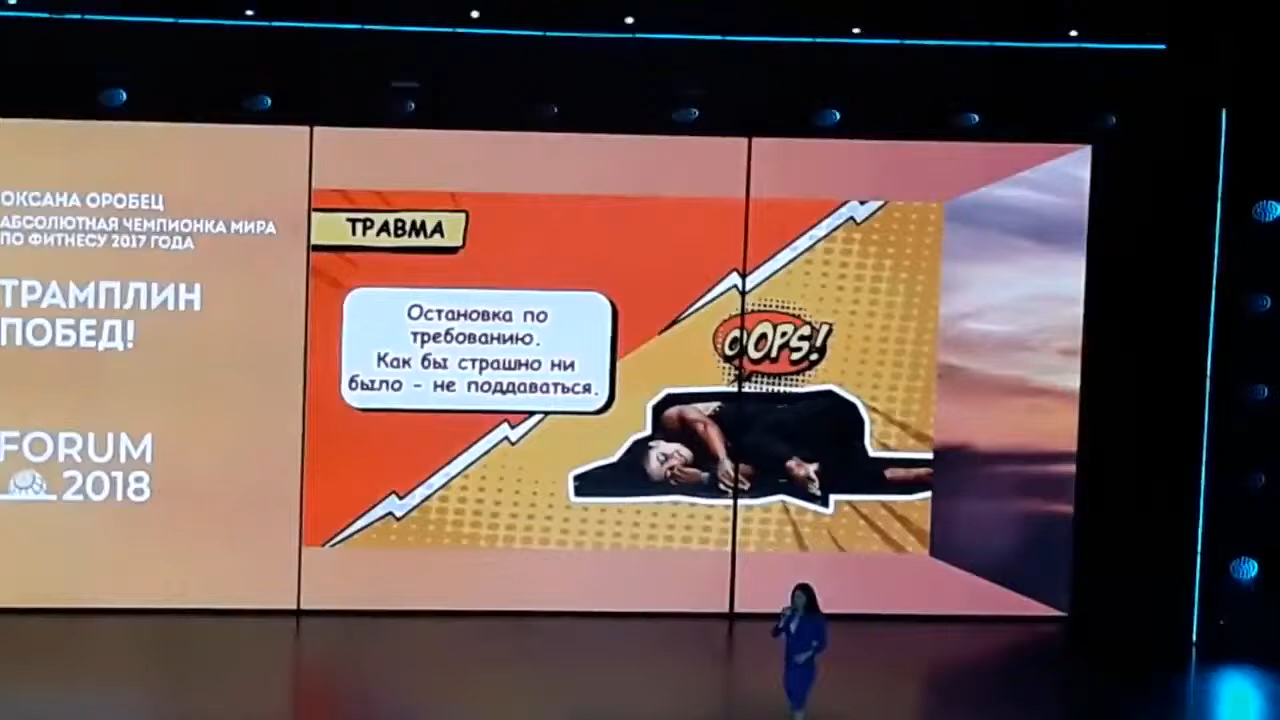 ОКСАНА ОРОБЕЦ
АБСОЛЮТНАЯ ЧЕМПИОНКА МИРА
ПО ФИТНЕСУ 2017 ГОДА
ТРАМПЛИН
ПОБЕД!
FORUM
2018
ТРАВМА
Остановка по
требованию.
Как бы страшно ни
было - не поддаваться.
OOPS!